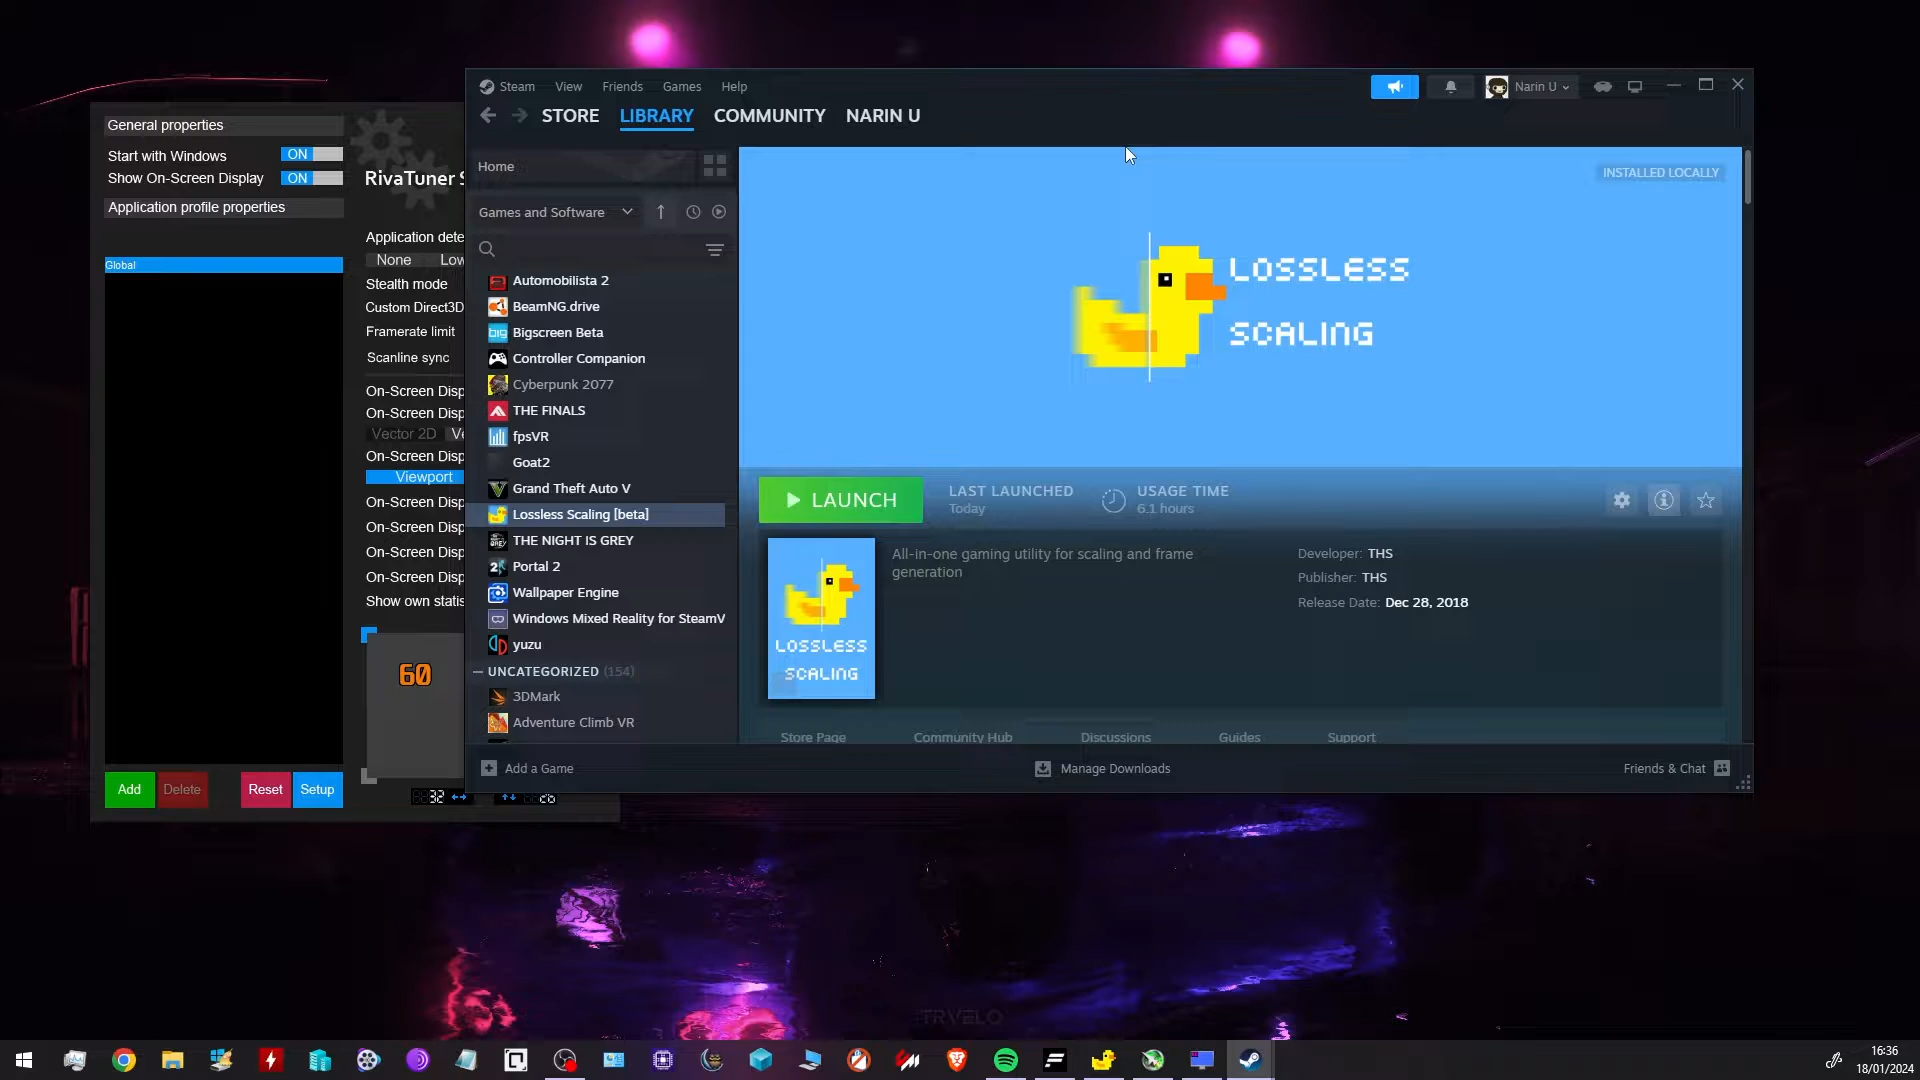 General properties
Start with Windows
ON
Show On-Screen Display
ON
Application profile properties
Global
Add
Delete
Reset
Setup
RivaTuner S
Application dete
None
Low
Stealth mode
Custom Direct3D
Framerate limit
Scanline sync
On-Screen Disp
On-Screen Disp
Vector 2D
On-Screen Disp
Viewport
On-Screen Disp
On-Screen Disp
On-Screen Disp
On-Screen Disp
Show own statis
60
32
Steam
View
Friends
Games
Help
Narin U
STORE
LIBRARY
COMMUNITY
NARIN U
Home
Games and Software
Automobilista 2
BeamNG.drive
Bigscreen Beta
Controller Companion
Cyberpunk 2077
THE FINALS
fpsVR
Goat2
Grand Theft Auto V
Lossless Scaling [beta]
THE NIGHT IS GREY
Portal 2
Wallpaper Engine
Windows Mixed Reality for SteamV
yuzu
UNCATEGORIZED (154)
3DMark
Adventure Climb VR
INSTALLED LOCALLY
LOSSLESS
SCALING
LAUNCH
LAST LAUNCHED
Today
USAGE TIME
6.1 hours
LOSSLESS
SCALING
All-in-one gaming utility for scaling and frame
generation
Developer: THS
Publisher: THS
Release Date: Dec 28, 2018
Store Page
Community Hub
Discussions
Guides
Support
Add a Game
Manage Downloads
Friends & Chat
16:36
18/01/2024